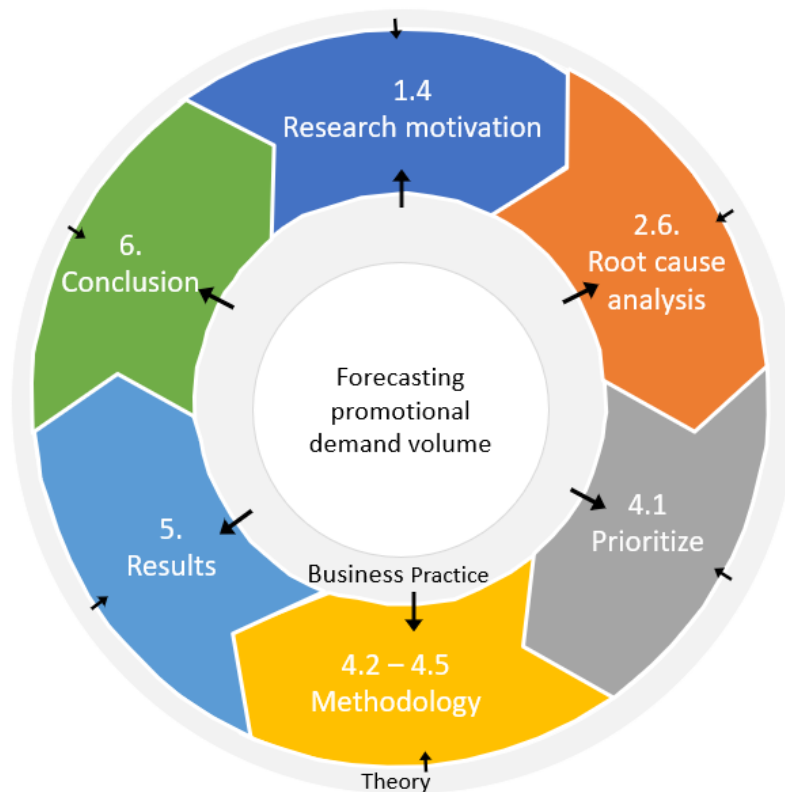 1.4
Research motivation
2.6.
Root cause
analysis
4.1
Prioritize
4.2 – 4.5
Methodology
5.
Results
6.
Conclusion
Forecasting
promotional
demand volume
Business Practice
Theory